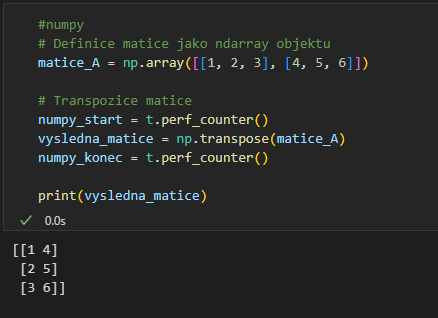 #numpy
# Definice matice jako ndarray objektu
matice_A = np.array([[1, 2, 3], [4, 5, 6]])
# Transpozice matice
numpy_start = t.perf_counter()
vysledna_matice = np.transpose(matice_A)
numpy_konec = t.perf_counter()
print(vysledna_matice)
0.0s
[[1 4]
 [2 5]
 [3 6]]